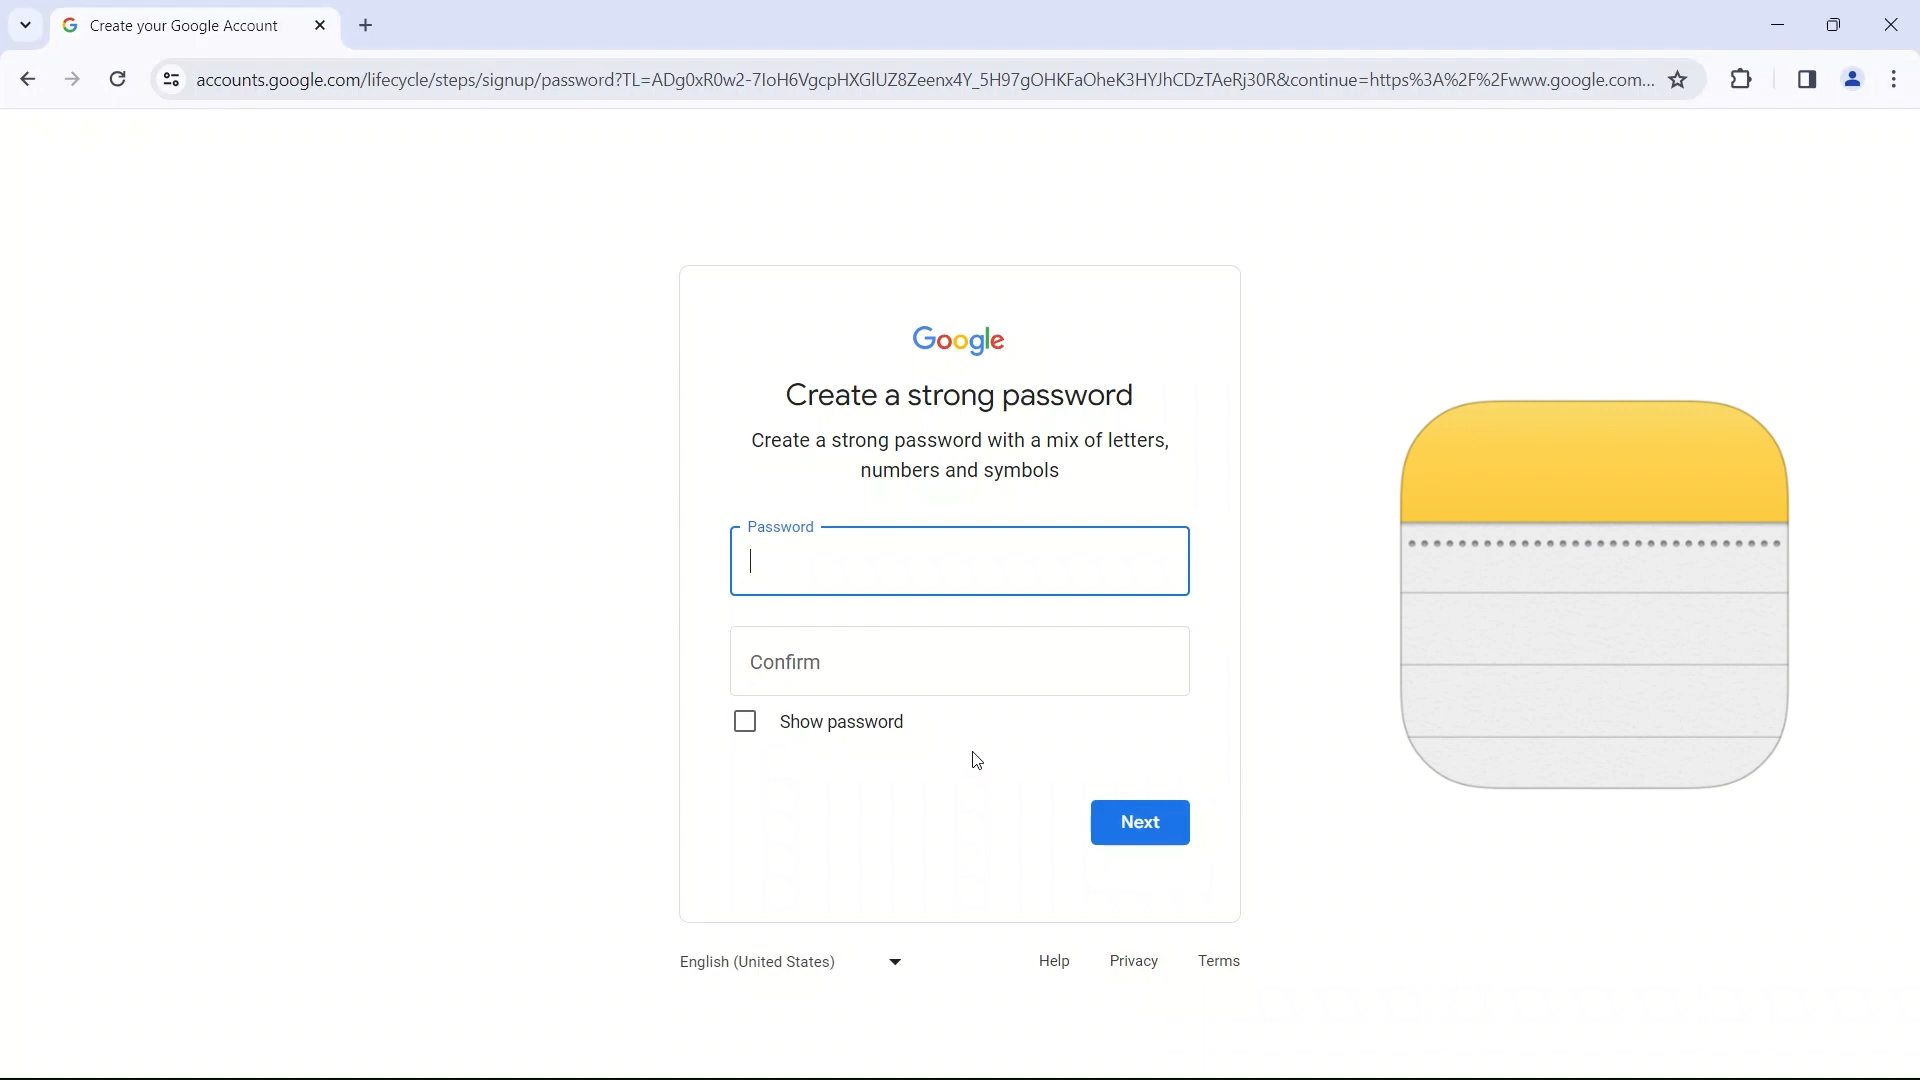 Create your Google Account
accounts.google.com/lifecycle/steps/signup/password?TL=ADg0xR0w2-7IoH6VgcpHXGlUZ8Zeenx4Y_5H97gOHKFaOheK3HYJhCDzTAeRj30R&continue=https%3A%2F%2Fwww.google.com...
Google
Create a strong password
Create a strong password with a mix of letters,
numbers and symbols
Password
Confirm
Show password
Next
English (United States)
Help Privacy Terms